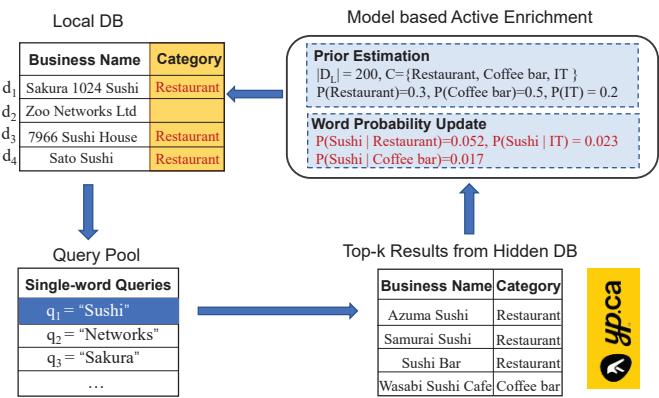 Local DB
Business Name Category
d1 Sakura 1024 Sushi Restaurant
d2 Zoo Networks Ltd
d3 7966 Sushi House Restaurant
d4 Sato Sushi Restaurant
Model based Active Enrichment
Prior Estimation
|D_L| = 200, C={Restaurant, Coffee bar, IT }
P(Restaurant)=0.3, P(Coffee bar)=0.5, P(IT) = 0.2
Word Probability Update
P(Sushi | Restaurant)=0.052, P(Sushi | IT) = 0.023
P(Sushi | Coffee bar)=0.017
Query Pool
Single-word Queries
q1 = “Sushi”
q2 = “Networks”
q3 = “Sakura”
…
Top-k Results from Hidden DB
Business Name Category
Azuma Sushi Restaurant
Samurai Sushi Restaurant
Sushi Bar Restaurant
Wasabi Sushi Cafe Coffee bar
yp.ca